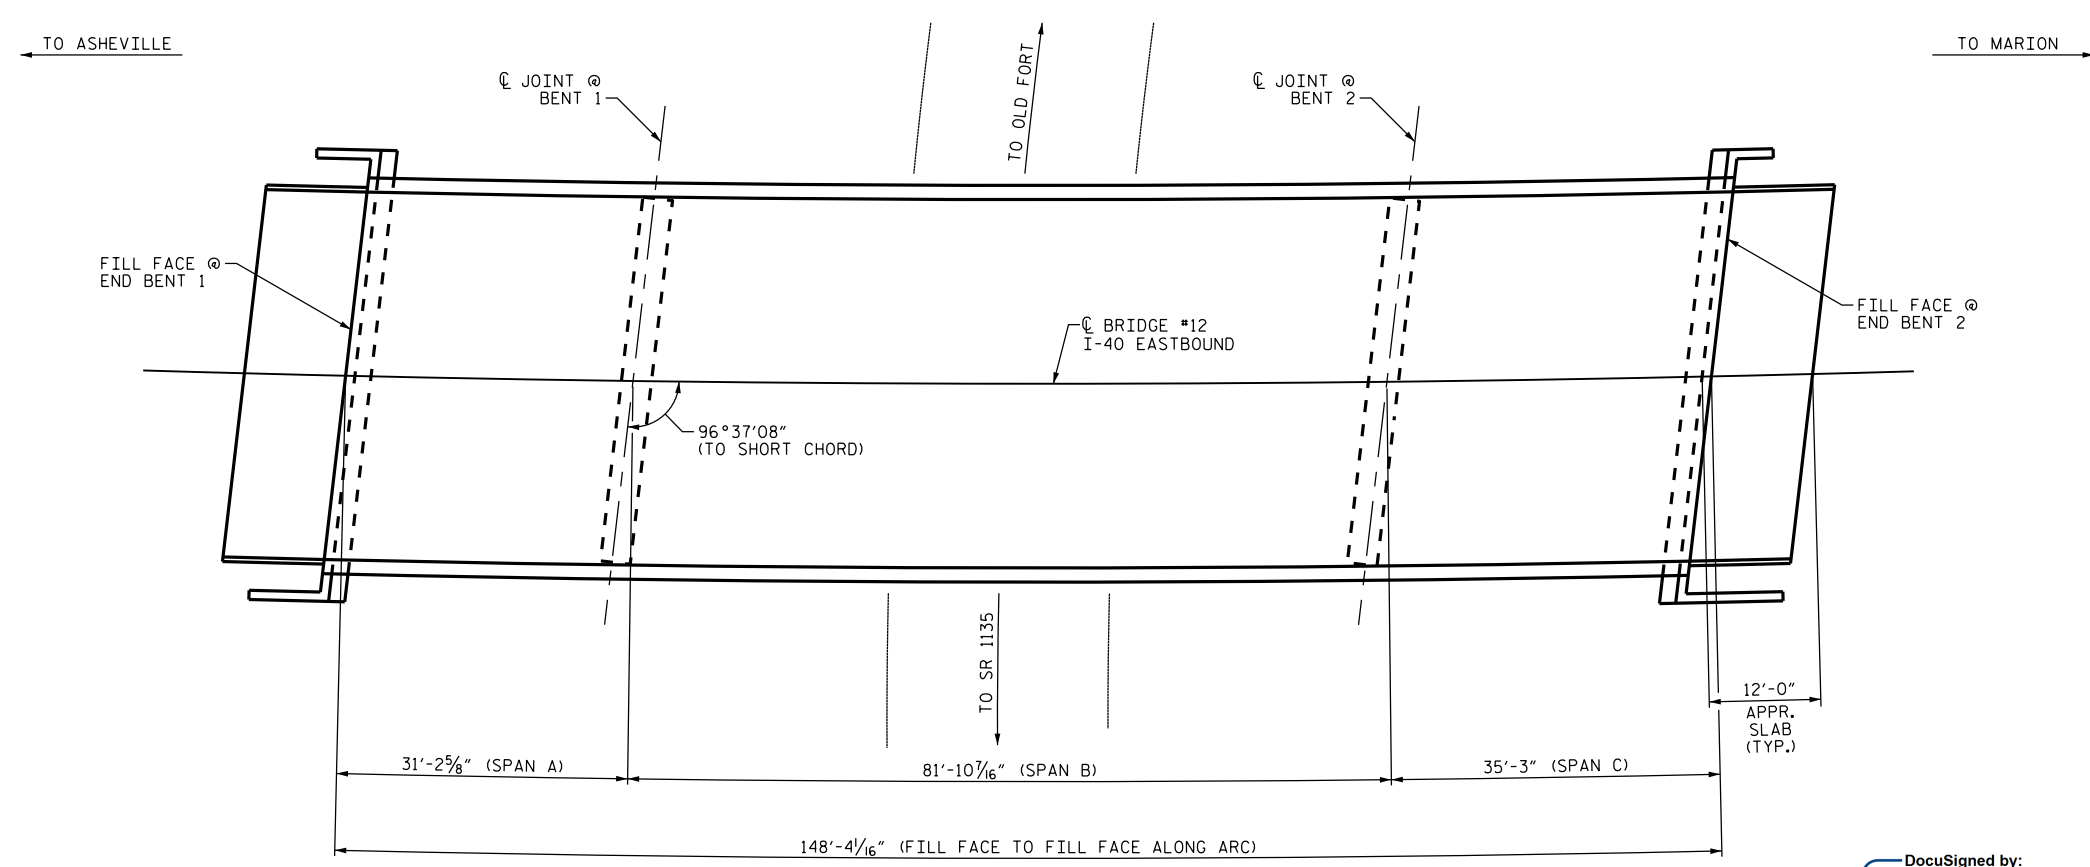 TO ASHEVILLE
TO MARION
℄ JOINT @
BENT 1
TO OLD FORT
℄ JOINT @
BENT 2
FILL FACE @
END BENT 1
℄ BRIDGE #12
I-40 EASTBOUND
FILL FACE @
END BENT 2
96°37'08"
(TO SHORT CHORD)
TO SR 1135
12'-0"
APPR.
SLAB
(TYP.)
31'-2⅝" (SPAN A)
81'-10⁷⁄₁₆" (SPAN B)
35'-3" (SPAN C)
148'-4¹⁄₁₆" (FILL FACE TO FILL FACE ALONG ARC)
DocuSigned by: